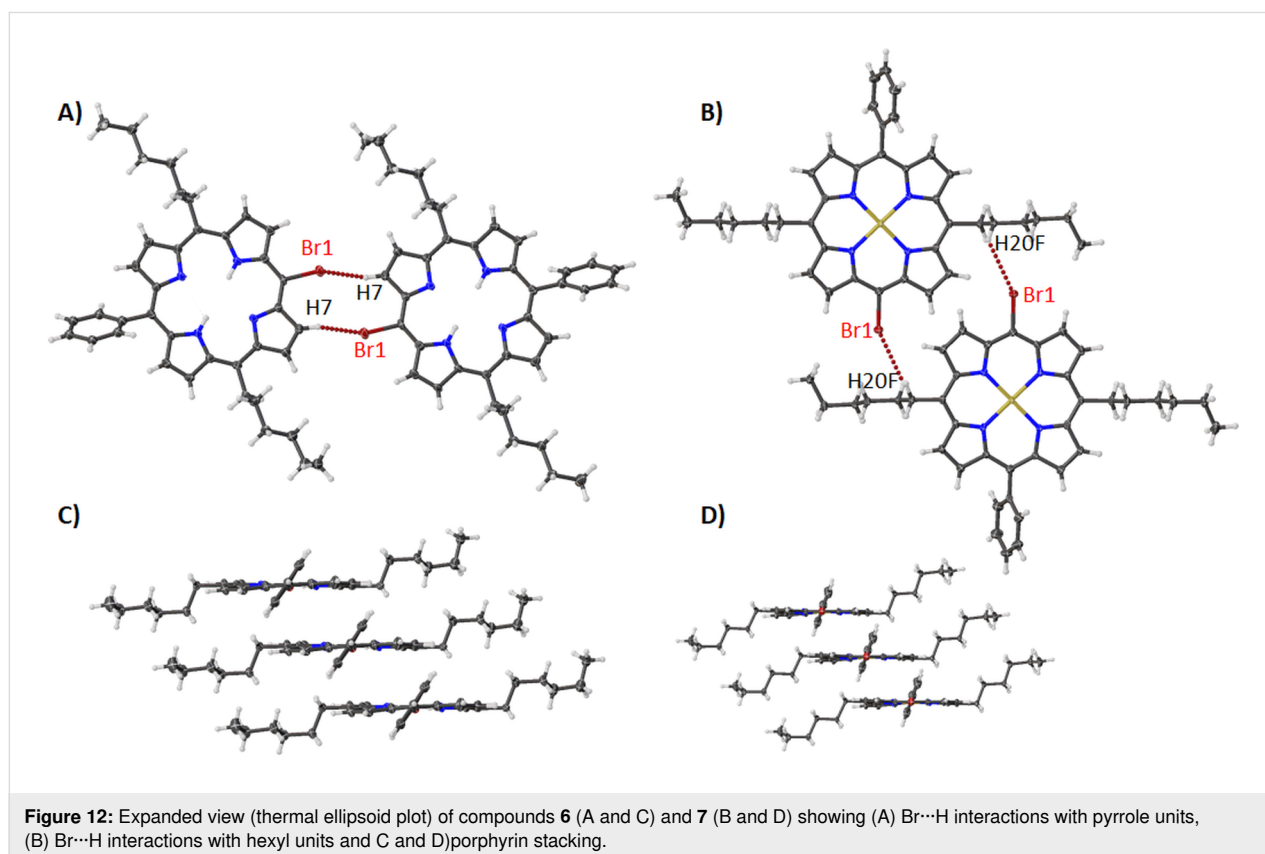 A)
B)
Br1
H7
H7
Br1
H20F
Br1
Br1
H20F
C)
D)
Figure 12: Expanded view (thermal ellipsoid plot) of compounds 6 (A and C) and 7 (B and D) showing (A) Br···H interactions with pyrrole units,
(B) Br···H interactions with hexyl units and C and D)porphyrin stacking.